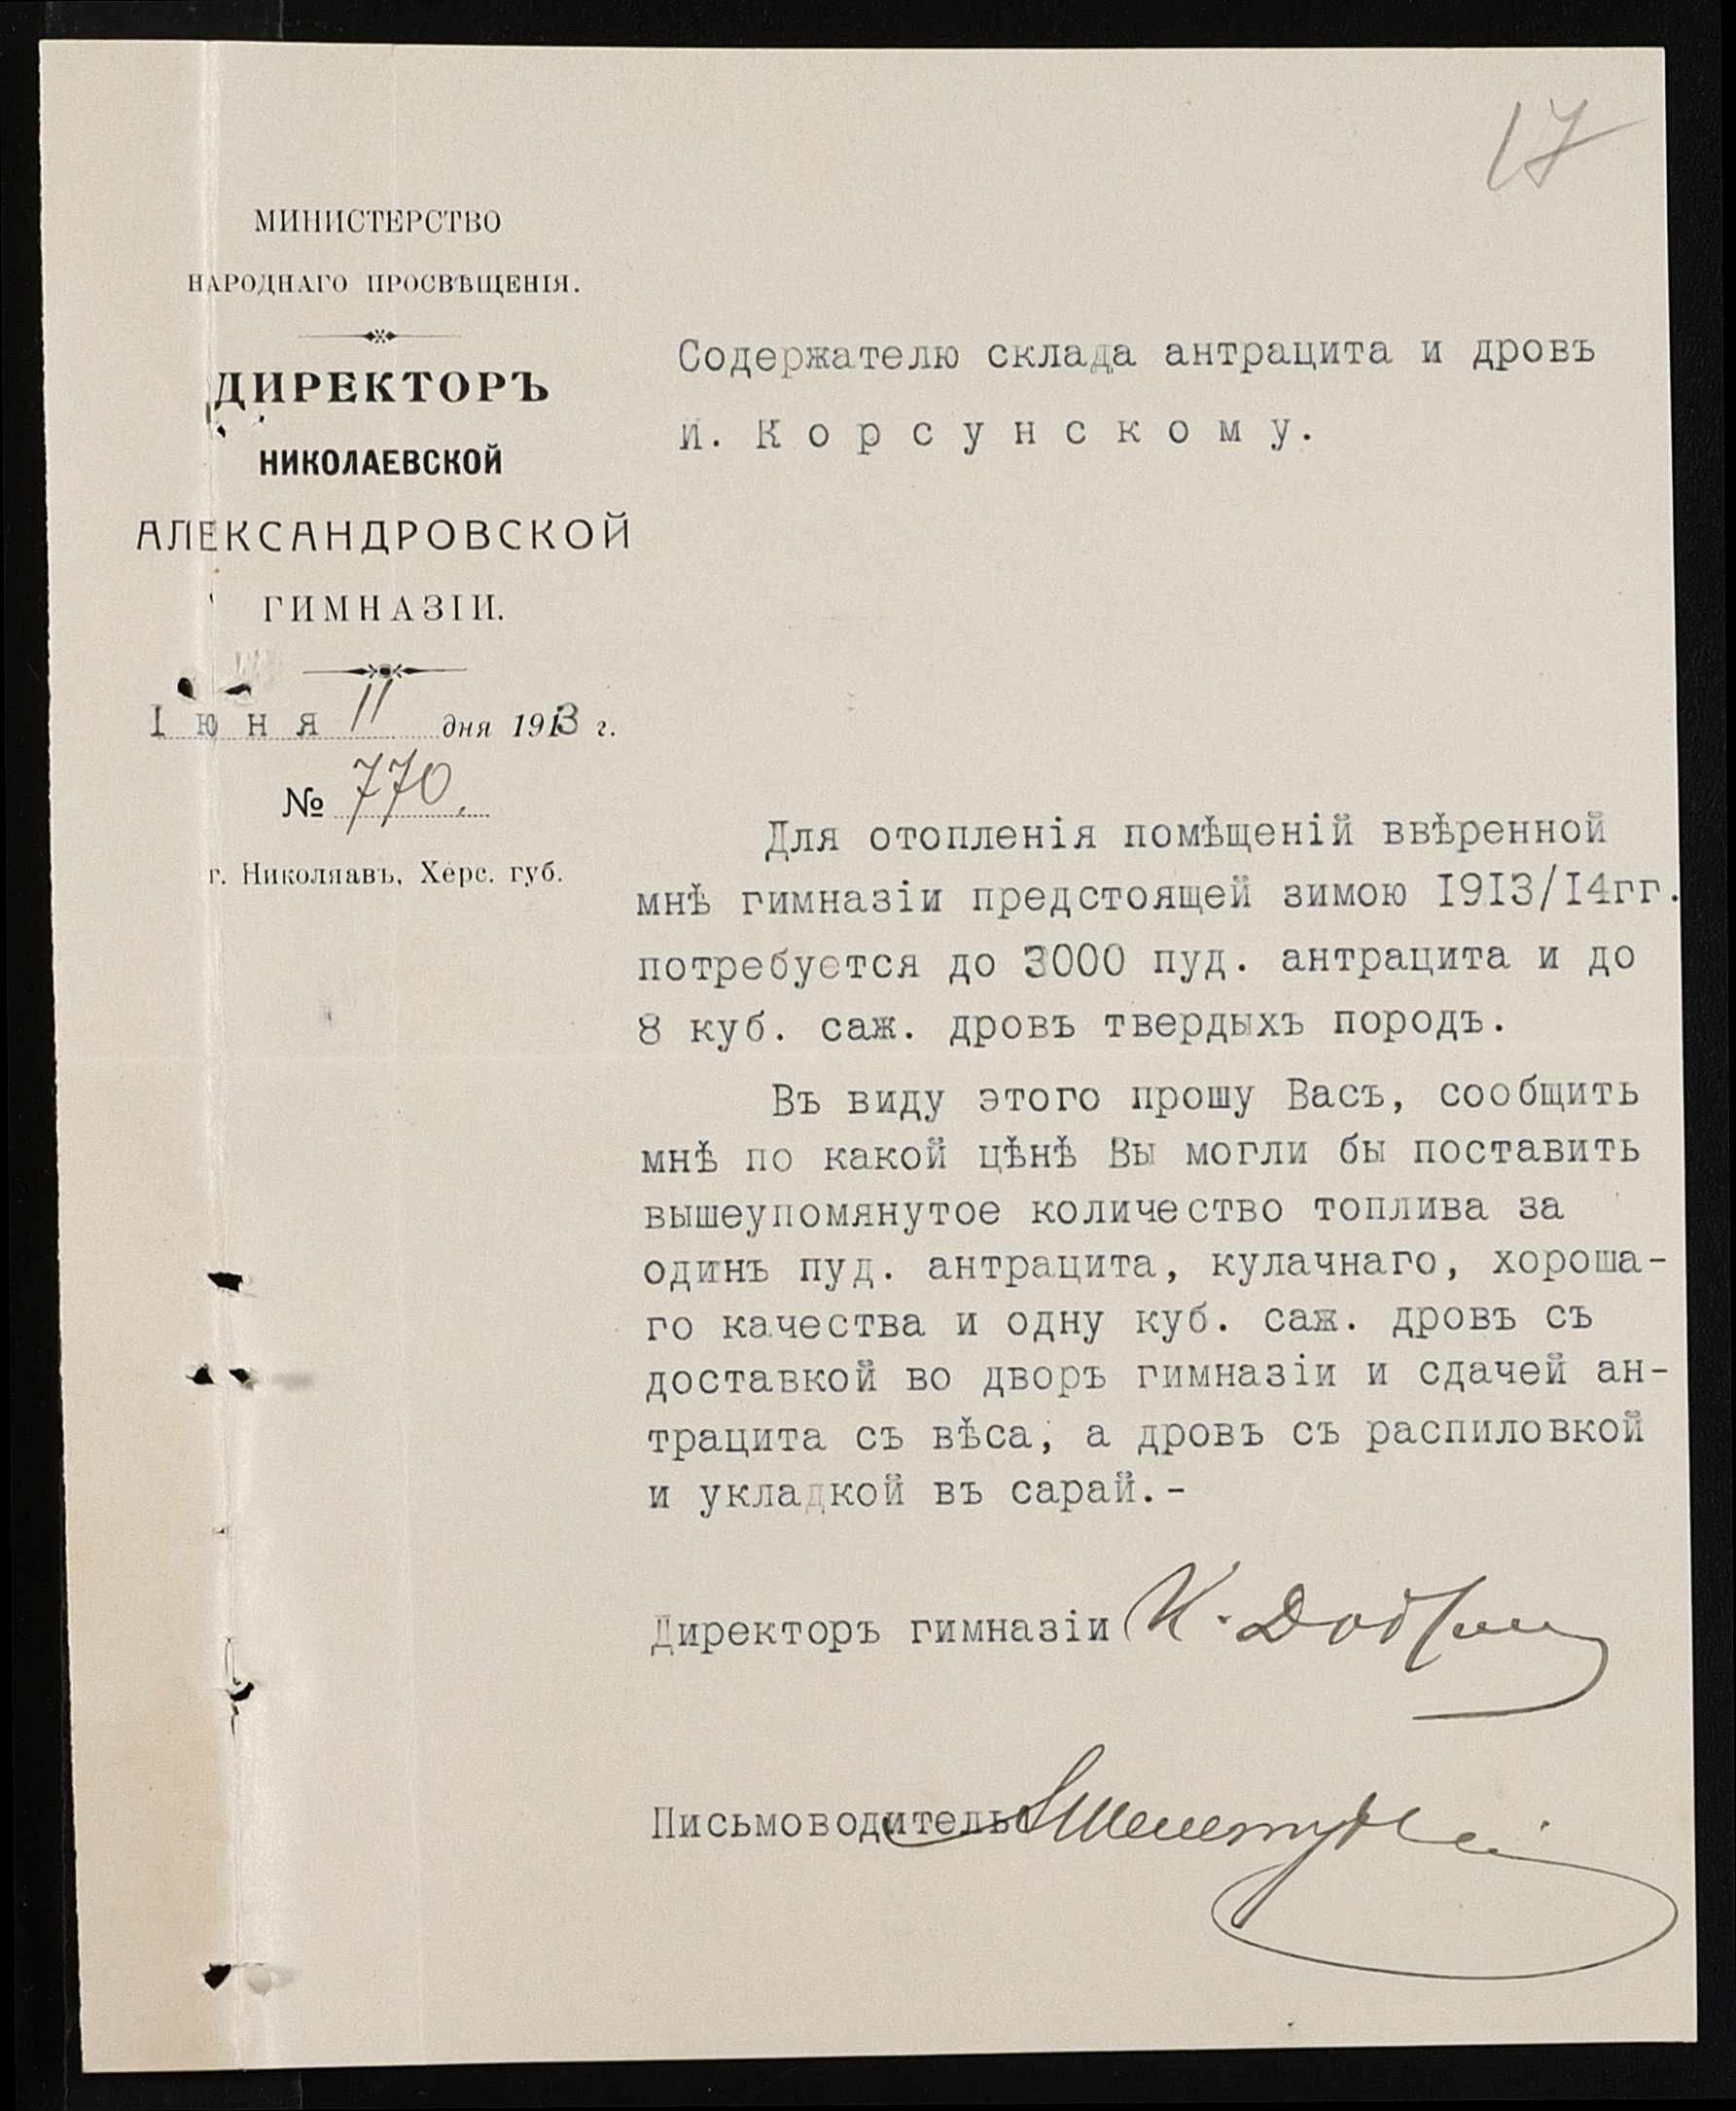 17
МИНИСТЕРСТВО
НАРОДНАГО ПРОСВѢЩЕНІЯ.
ДИРЕКТОРЪ
НИКОЛАЕВСКОЙ
АЛЕКСАНДРОВСКОЙ
ГИМНАЗІИ.
Iюня 11 дня 1913 г.
№ 770.
г. Николяавъ, Херс. губ.
Содержателю склада антрацита и дровъ
И. Корсунскому.
Для отопленія помѣщеній ввѣренной
мнѣ гимназіи предстоящей зимою I9I3/I4гг.
потребуется до 3000 пуд. антрацита и до
8 куб. саж. дровъ твердыхъ породъ.
Въ виду этого прошу Васъ, сообщить
мнѣ по какой цѣнѣ Вы могли бы поставить
вышеупомянутое количество топлива за
одинъ пуд. антрацита, кулачнаго, хороша-
го качества и одну куб. саж. дровъ съ
доставкой во дворъ гимназіи и сдачей ан-
трацита съ вѣса, а дровъ съ распиловкой
и укладкой въ сарай.-
Директоръ гимназіи
Письмоводитель